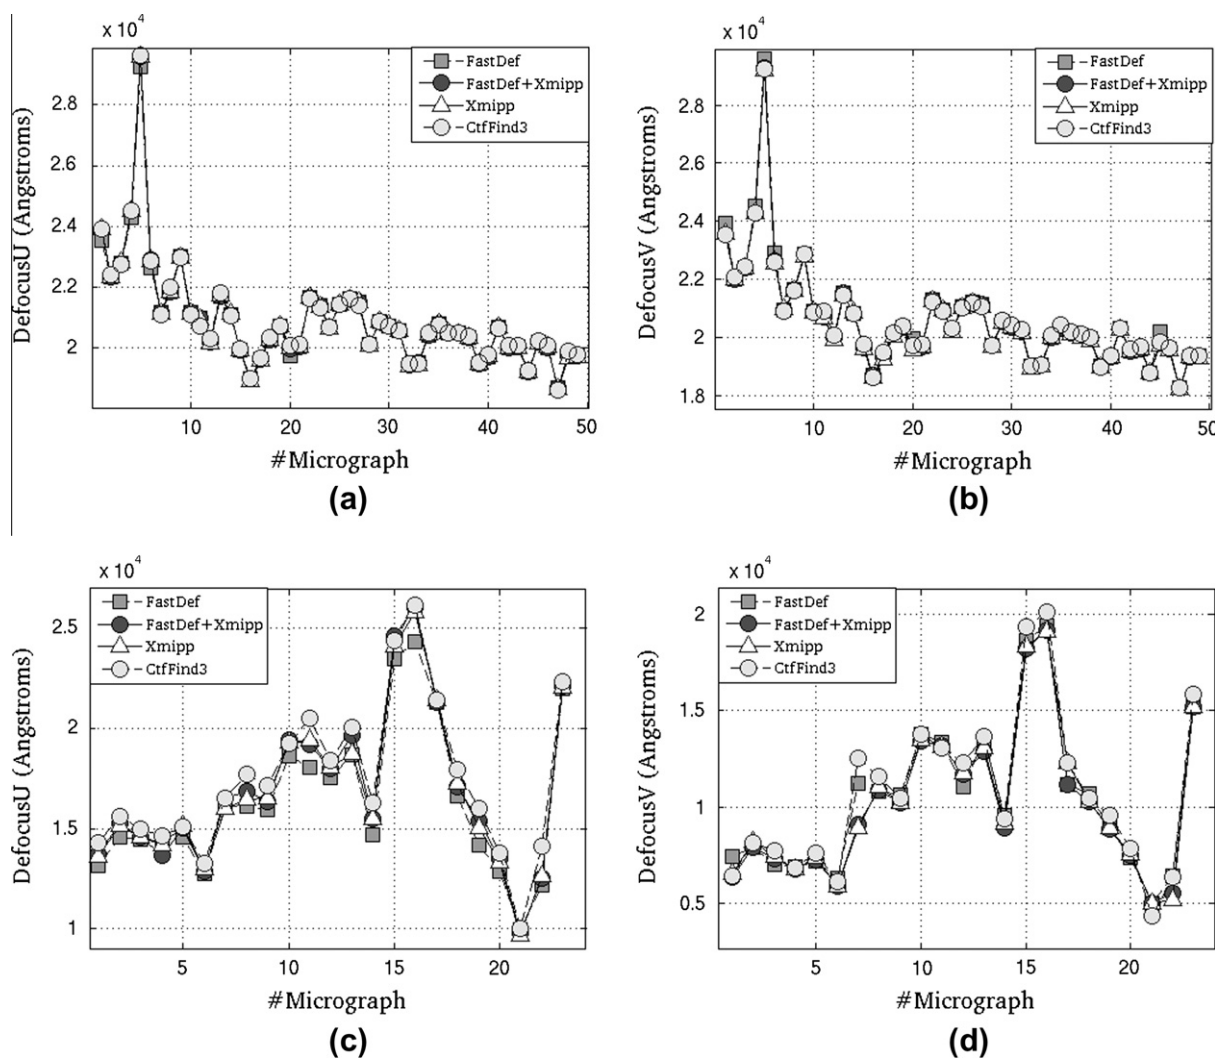 x 10^4
FastDef
FastDef+Xmipp
Xmipp
CtfFind3
2.8
2.6
2.4
2.2
2
DefocusU (Angstroms)
10 20 30 40 50
#Micrograph
(a)
x 10^4
FastDef
FastDef+Xmipp
Xmipp
CtfFind3
2.8
2.6
2.4
2.2
2
1.8
DefocusV (Angstroms)
10 20 30 40 50
#Micrograph
(b)
x 10^4
FastDef
FastDef+Xmipp
Xmipp
CtfFind3
2.5
2
1.5
1
DefocusU (Angstroms)
5 10 15 20
#Micrograph
(c)
x 10^4
FastDef
FastDef+Xmipp
Xmipp
CtfFind3
2
1.5
1
0.5
DefocusV (Angstroms)
5 10 15 20
#Micrograph
(d)